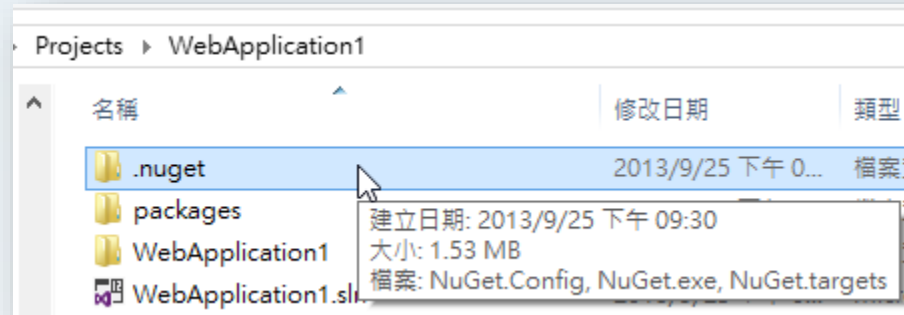 Projects WebApplication1
名稱 修改日期 類型
.nuget 2013/9/25 下午 0... 檔案
packages
WebApplication1
WebApplication1.sln
建立日期: 2013/9/25 下午 09:30
大小: 1.53 MB
檔案: NuGet.Config, NuGet.exe, NuGet.targets